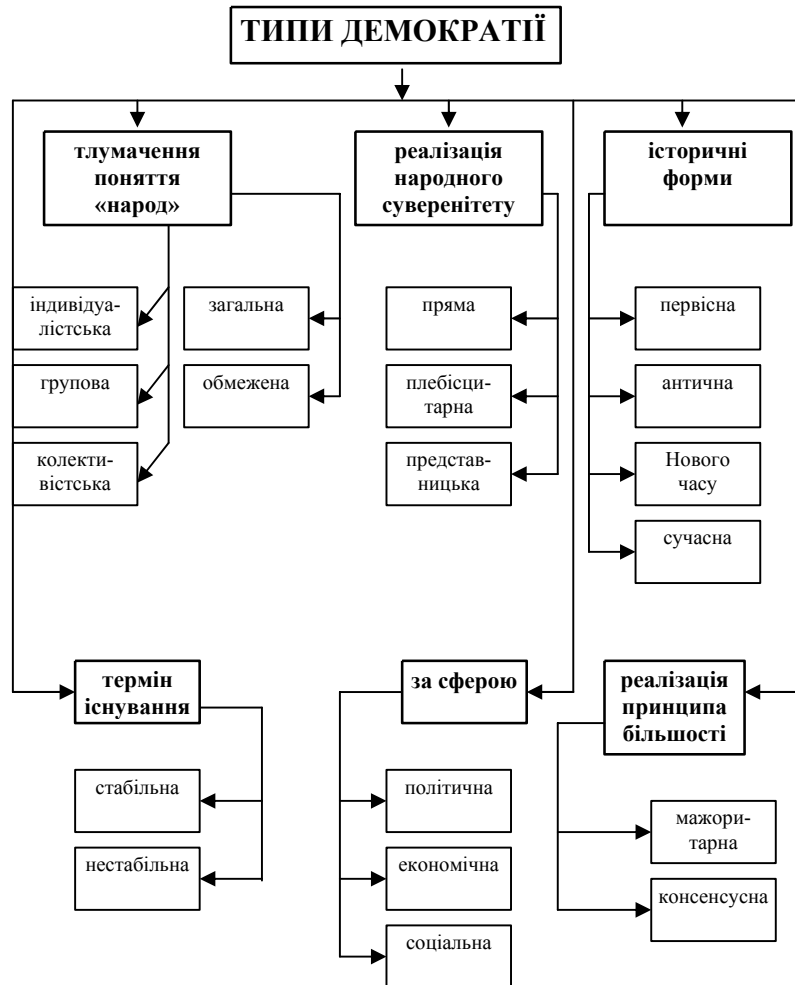 ТИПИ ДЕМОКРАТІЇ
тлумачення
поняття
«народ»
реалізація
народного
суверенітету
історичні
форми
індивідуа-
лістська
групова
колекти-
вістська
загальна
обмежена
пряма
плебісци-
тарна
представ-
ницька
первісна
антична
Нового
часу
сучасна
термін
існування
за сферою
реалізація
принципа
більшості
стабільна
нестабільна
політична
економічна
соціальна
мажори-
тарна
консенсусна